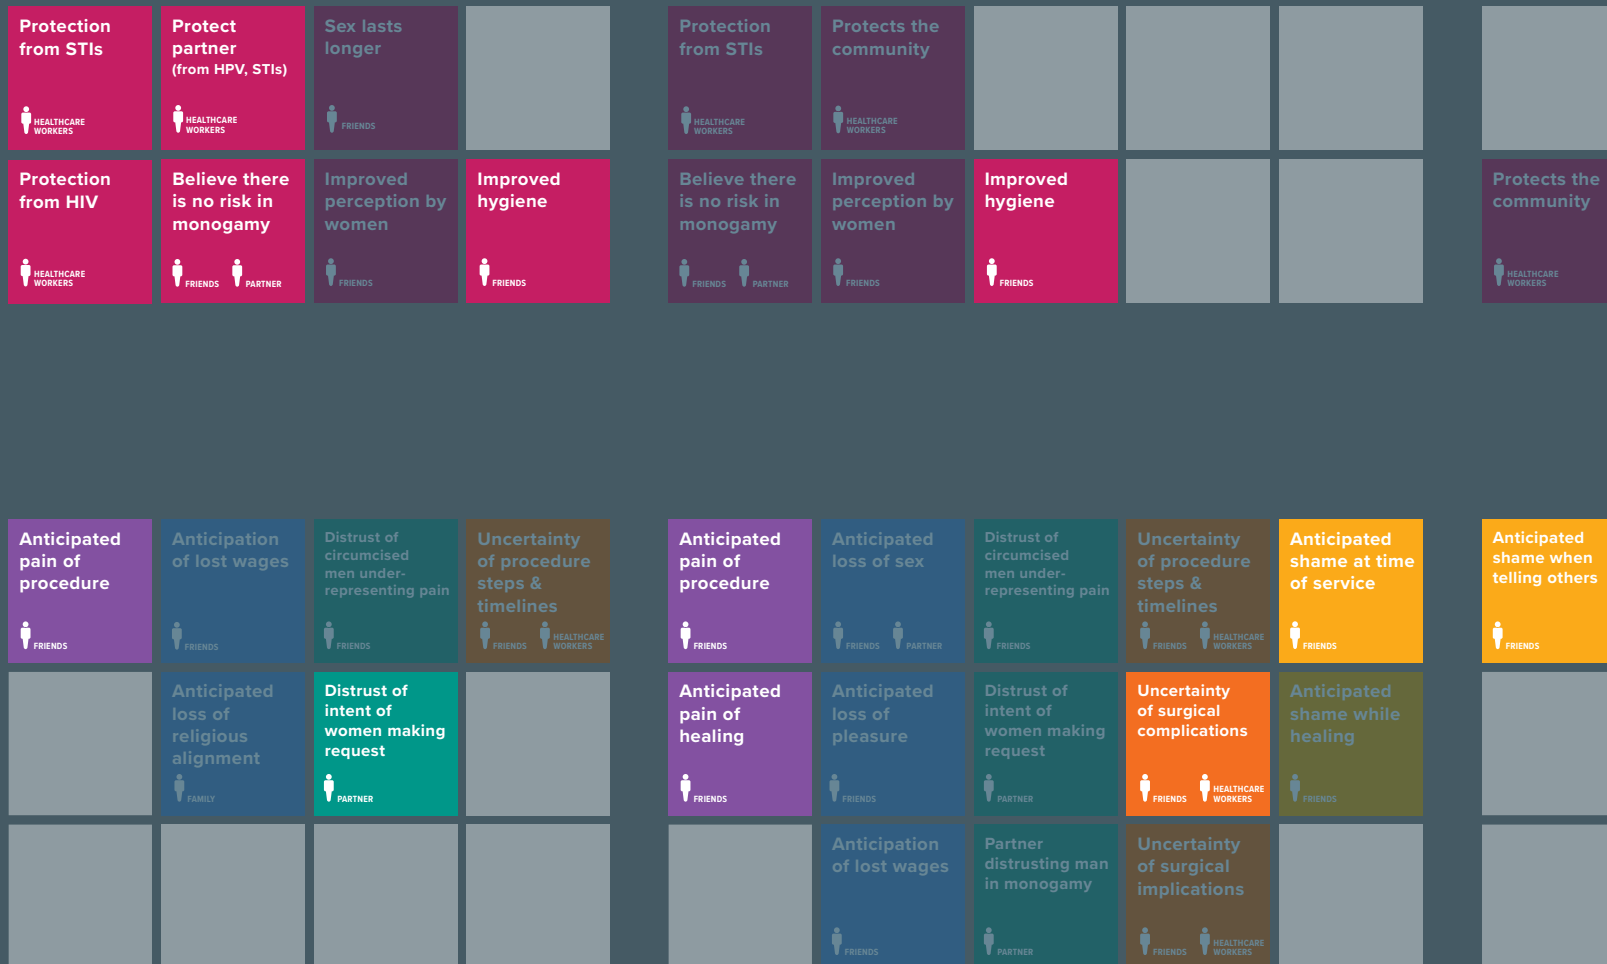 Protection
from STIs
HEALTHCARE
WORKERS
Protect
partner
(from HPV, STIs)
HEALTHCARE
WORKERS
Sex lasts
longer
FRIENDS
Protection
from STIs
HEALTHCARE
WORKERS
Protects the
community
HEALTHCARE
WORKERS
Protection
from HIV
HEALTHCARE
WORKERS
Believe there
is no risk in
monogamy
FRIENDS
PARTNER
Improved
perception by
women
FRIENDS
Improved
hygiene
FRIENDS
Believe there
is no risk in
monogamy
FRIENDS
PARTNER
Improved
perception by
women
FRIENDS
Improved
hygiene
FRIENDS
Protects the
community
HEALTHCARE
WORKERS
Anticipated
pain of
procedure
FRIENDS
Anticipation
of lost wages
FRIENDS
Distrust of
circumcised
men under-
representing pain
FRIENDS
Uncertainty
of procedure
steps &
timelines
FRIENDS
HEALTHCARE
WORKERS
Anticipated
pain of
procedure
FRIENDS
Anticipated
loss of sex
FRIENDS
PARTNER
Distrust of
circumcised
men under-
representing pain
FRIENDS
Uncertainty
of procedure
steps &
timelines
FRIENDS
HEALTHCARE
WORKERS
Anticipated
shame at time
of service
FRIENDS
Anticipated
shame when
telling others
FRIENDS
Anticipated
loss of
religious
alignment
FAMILY
Distrust of
intent of
women making
request
PARTNER
Anticipated
pain of
healing
FRIENDS
Anticipated
loss of
pleasure
FRIENDS
Distrust of
intent of
women making
request
PARTNER
Uncertainty
of surgical
complications
FRIENDS
HEALTHCARE
WORKERS
Anticipated
shame while
healing
FRIENDS
Anticipation
of lost wages
FRIENDS
Partner
distrusting man
in monogamy
PARTNER
Uncertainty
of surgical
implications
FRIENDS
HEALTHCARE
WORKERS